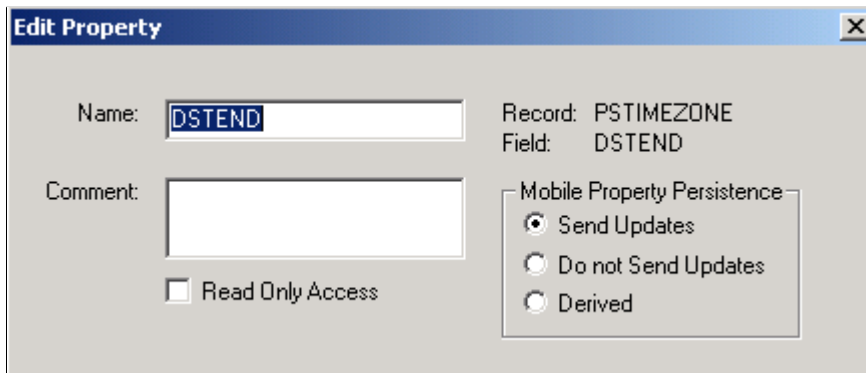 Edit Property
Name: DSTEND
Record: PSTIMEZONE
Field: DSTEND
Comment:
Read Only Access
Mobile Property Persistence
Send Updates
Do not Send Updates
Derived